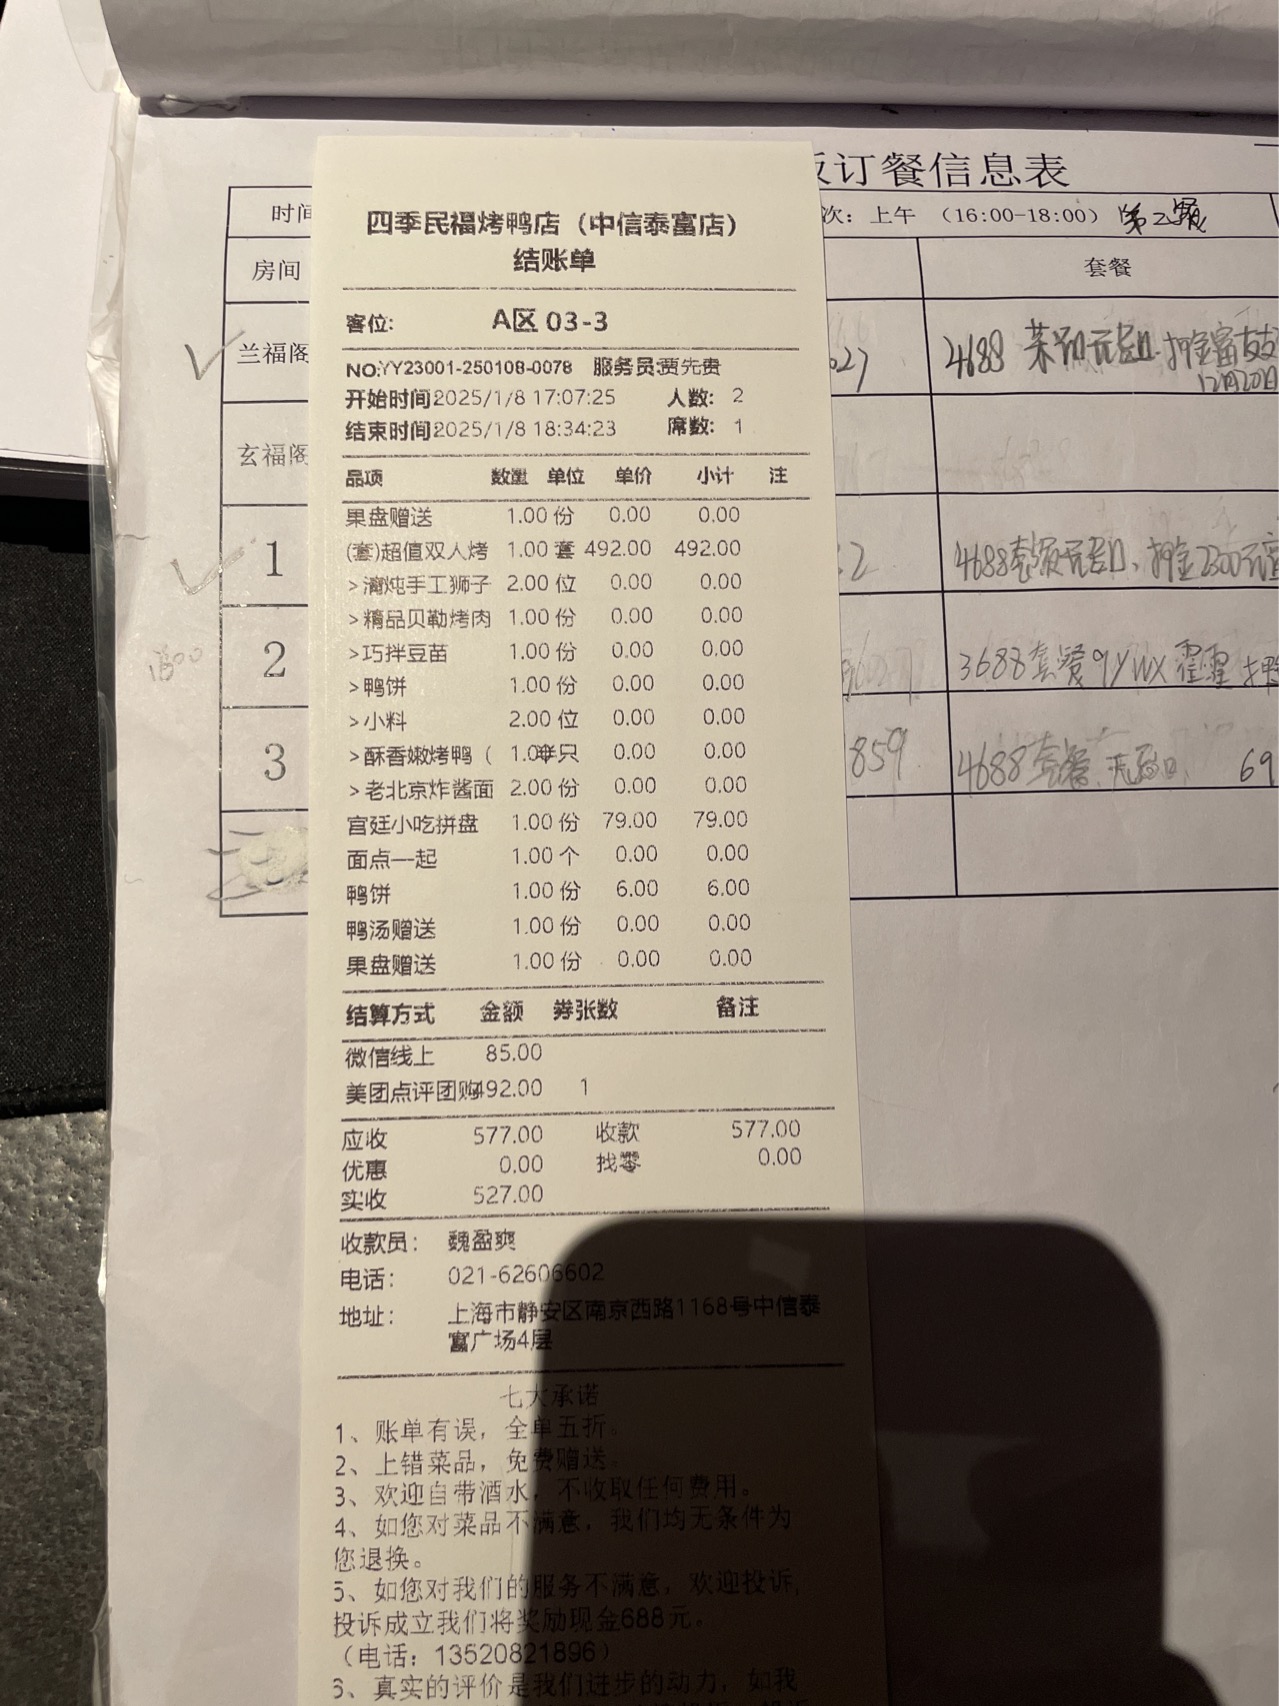 反订餐信息表
时间
次：上午 （16:00-18:00）
房间
套餐
兰福阁
玄福阁
1
2
3
859
4688
四季民福烤鸭店（中信泰富店）
结账单
客位: A区 03-3
NO:YY23001-250108-0078 服务员:贾先费
开始时间2025/1/8 17:07:25 人数: 2
结束时间2025/1/8 18:34:23 席数: 1
品项 数量 单位 单价 小计 注
果盘赠送 1.00 份 0.00 0.00
(套)超值双人烤 1.00 套 492.00 492.00
>清炖手工狮子 2.00 位 0.00 0.00
>精品贝勒烤肉 1.00 份 0.00 0.00
>巧拌豆苗 1.00 份 0.00 0.00
>鸭饼 1.00 份 0.00 0.00
>小料 2.00 位 0.00 0.00
>酥香嫩烤鸭（ 1.00半只 0.00 0.00
>老北京炸酱面 2.00 份 0.00 0.00
宫廷小吃拼盘 1.00 份 79.00 79.00
面点一起 1.00 个 0.00 0.00
鸭饼 1.00 份 6.00 6.00
鸭汤赠送 1.00 份 0.00 0.00
果盘赠送 1.00 份 0.00 0.00
结算方式 金额 券张数 备注
微信线上 85.00
美团点评团购492.00 1
应收 577.00 收款 577.00
优惠 0.00 找零 0.00
实收 527.00
收款员: 魏盈爽
电话: 021-62606602
地址: 上海市静安区南京西路1168号中信泰
富广场4层
七大承诺
1、账单有误，全单五折。
2、上错菜品，免费赠送。
3、欢迎自带酒水，不收取任何费用。
4、如您对菜品不满意，我们均无条件为
您退换。
5、如您对我们的服务不满意，欢迎投诉，
投诉成立我们将奖励现金688元。
（电话：13520821896）
6、真实的评价是我们进步的动力，如我